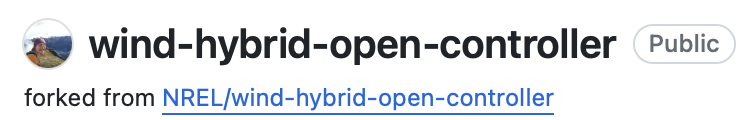 wind-hybrid-open-controller Public
forked from NREL/wind-hybrid-open-controller